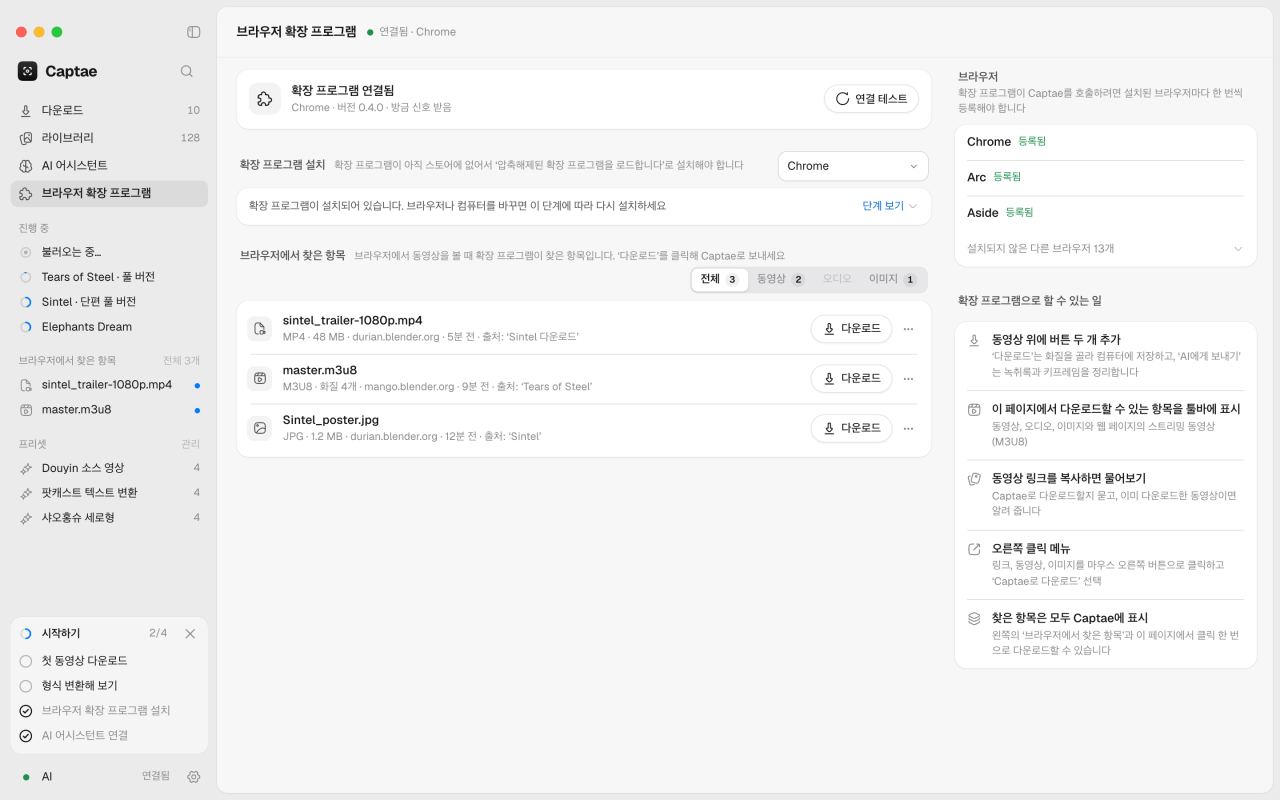 Captae
다운로드 10
라이브러리 128
AI 어시스턴트
브라우저 확장 프로그램
진행 중
불러오는 중...
Tears of Steel · 풀 버전
Sintel · 단편 풀 버전
Elephants Dream
브라우저에서 찾은 항목 전체 3개
sintel_trailer-1080p.mp4
master.m3u8
프리셋 관리
Douyin 소스 영상 4
팟캐스트 텍스트 변환 4
샤오홍슈 세로형 4
시작하기 2/4
첫 동영상 다운로드
형식 변환해 보기
브라우저 확장 프로그램 설치
AI 어시스턴트 연결
AI 연결됨
브라우저 확장 프로그램 연결됨 · Chrome
확장 프로그램 연결됨
Chrome · 버전 0.4.0 · 방금 신호 받음
연결 테스트
확장 프로그램 설치 확장 프로그램이 아직 스토어에 없어서 ‘압축해제된 확장 프로그램을 로드합니다’로 설치해야 합니다
Chrome
확장 프로그램이 설치되어 있습니다. 브라우저나 컴퓨터를 바꾸면 이 단계에 따라 다시 설치하세요
단계 보기
브라우저에서 찾은 항목 브라우저에서 동영상을 볼 때 확장 프로그램이 찾은 항목입니다. ‘다운로드’를 클릭해 Captae로 보내세요
전체 3 동영상 2 오디오 이미지 1
sintel_trailer-1080p.mp4
MP4 · 48 MB · durian.blender.org · 5분 전 · 출처: ‘Sintel 다운로드’
다운로드
master.m3u8
M3U8 · 화질 4개 · mango.blender.org · 9분 전 · 출처: ‘Tears of Steel’
다운로드
Sintel_poster.jpg
JPG · 1.2 MB · durian.blender.org · 12분 전 · 출처: ‘Sintel’
다운로드
브라우저
확장 프로그램이 Captae를 호출하려면 설치된 브라우저마다 한 번씩
등록해야 합니다
Chrome 등록됨
Arc 등록됨
Aside 등록됨
설치되지 않은 다른 브라우저 13개
확장 프로그램으로 할 수 있는 일
동영상 위에 버튼 두 개 추가
‘다운로드’는 화질을 골라 컴퓨터에 저장하고, ‘AI에게 보내기’
는 녹취록과 키프레임을 정리합니다
이 페이지에서 다운로드할 수 있는 항목을 툴바에 표시
동영상, 오디오, 이미지와 웹 페이지의 스트리밍 동영상
(M3U8)
동영상 링크를 복사하면 물어보기
Captae로 다운로드할지 묻고, 이미 다운로드한 동영상이면
알려 줍니다
오른쪽 클릭 메뉴
링크, 동영상, 이미지를 마우스 오른쪽 버튼으로 클릭하고
‘Captae로 다운로드’ 선택
찾은 항목은 모두 Captae에 표시
왼쪽의 ‘브라우저에서 찾은 항목’과 이 페이지에서 클릭 한 번
으로 다운로드할 수 있습니다